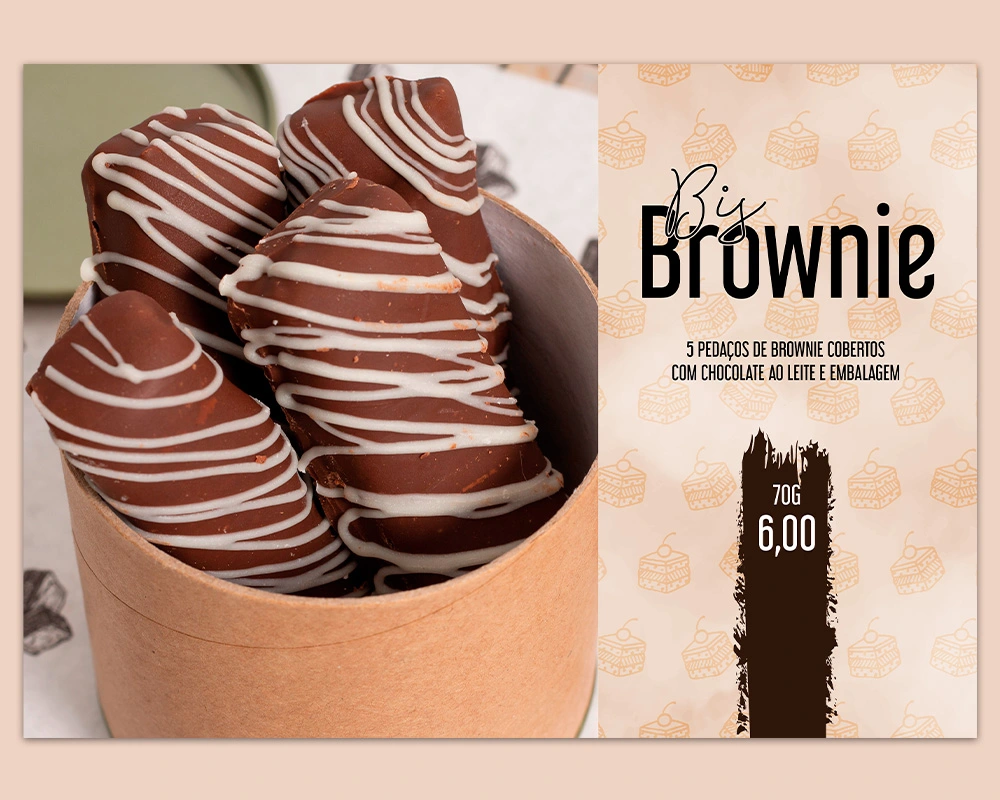 Bis
Brownie
5 PEDAÇOS DE BROWNIE COBERTOS
COM CHOCOLATE AO LEITE E EMBALAGEM
70G
6,00